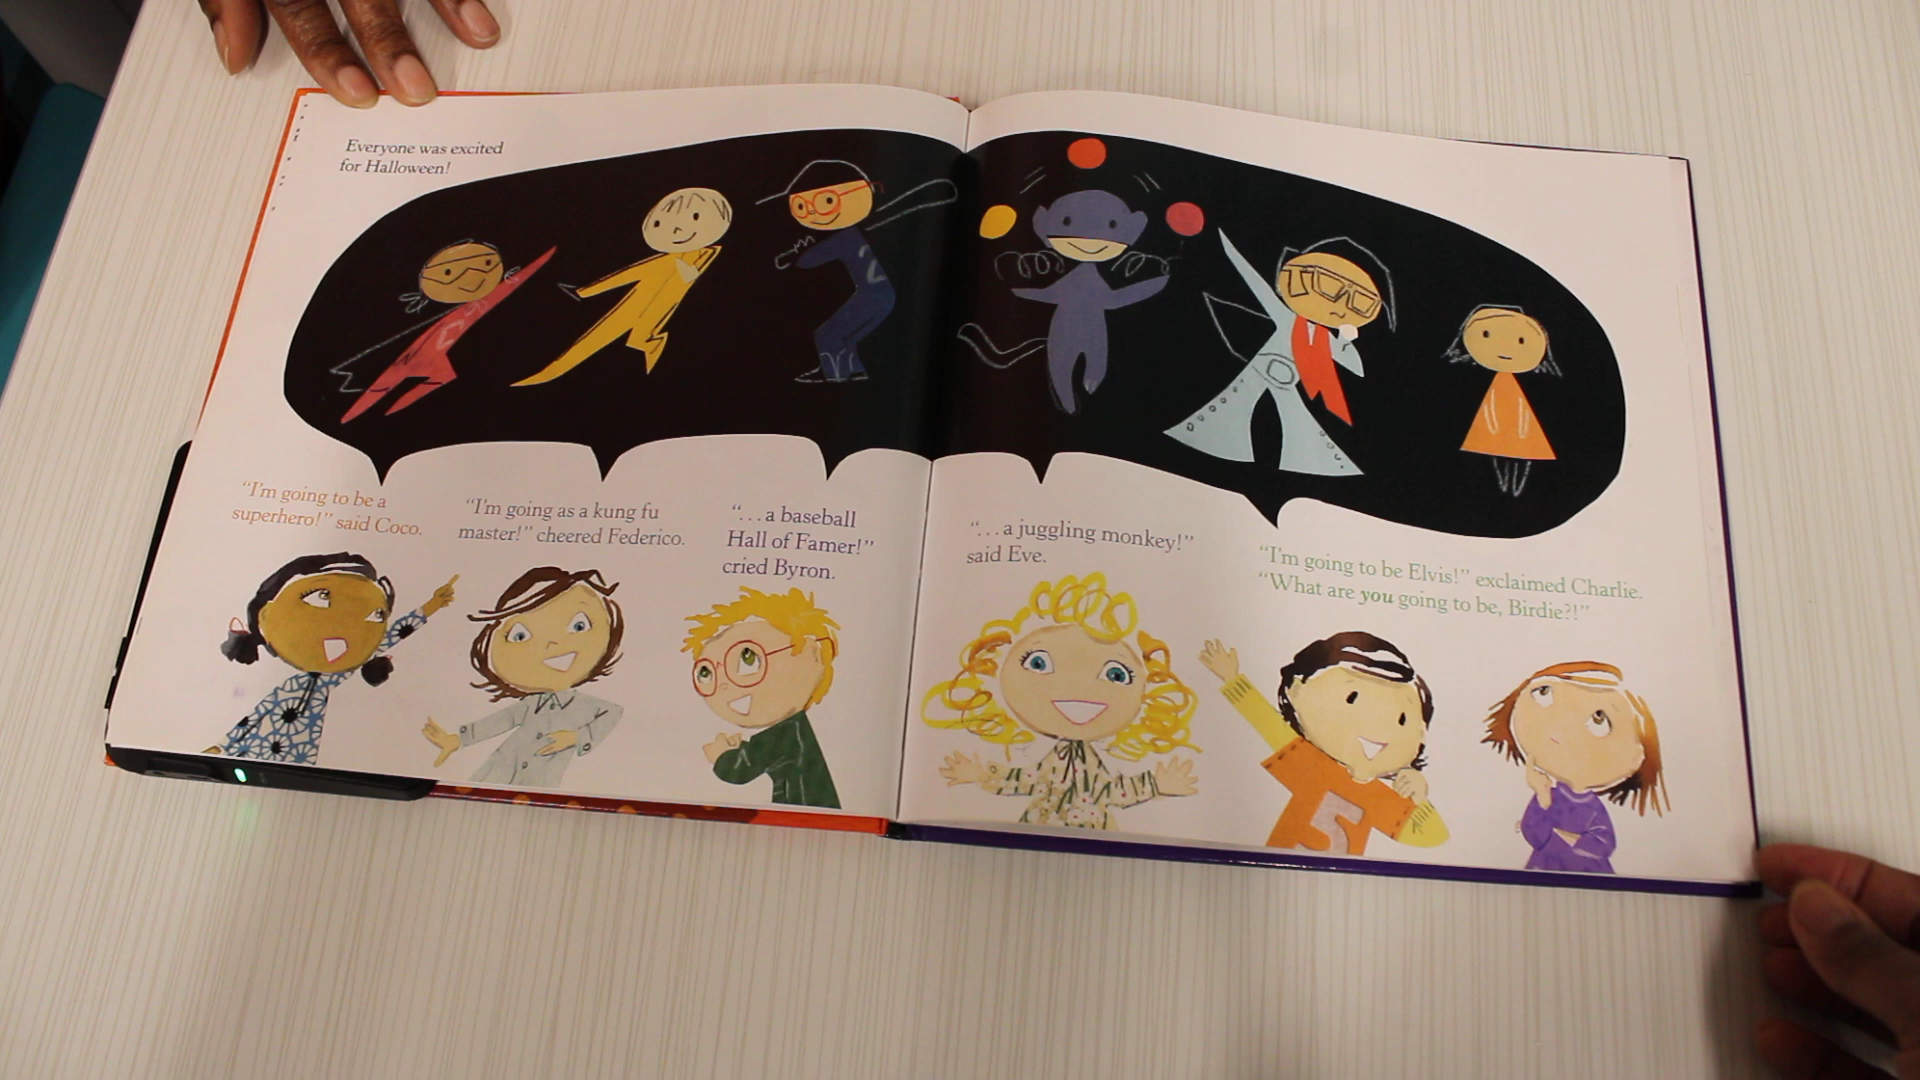 Everyone was excited
for Halloween!
“I’m going to be a
superhero!” said Coco.
“I’m going as a kung fu
master!” cheered Federico.
“...a baseball
Hall of Famer!”
cried Byron.
“...a juggling monkey!”
said Eve.
“I’m going to be Elvis!” exclaimed Charlie.
“What are you going to be, Birdie?!”
2
5